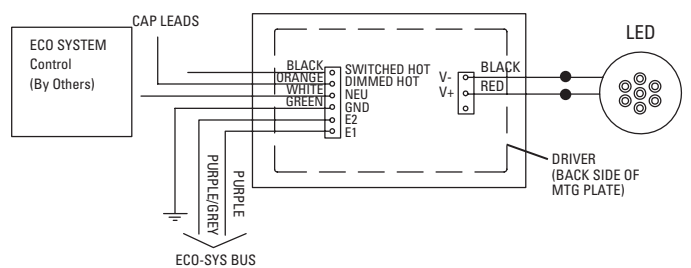 CAP LEADS
ECO SYSTEM
Control
(By Others)
BLACK
ORANGE
WHITE
GREEN
SWITCHED HOT
DIMMED HOT
NEU
GND
E2
E1
V-
V+
BLACK
RED
LED
DRIVER
(BACK SIDE OF
MTG PLATE)
PURPLE/GREY
PURPLE
ECO-SYS BUS